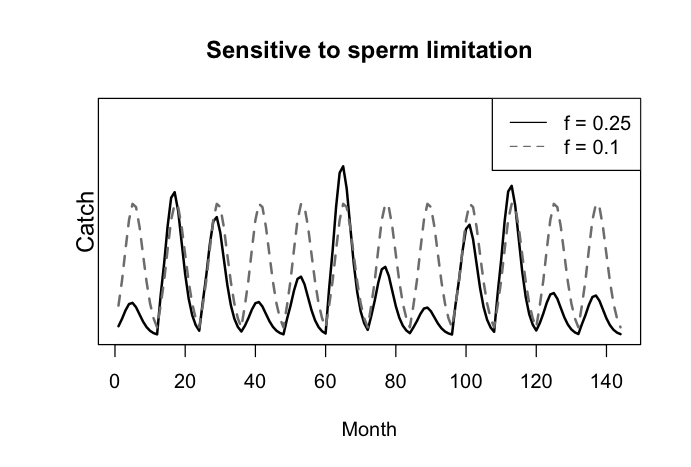 Sensitive to sperm limitation
f = 0.25
f = 0.1
Catch
0 20 40 60 80 100 120 140
Month